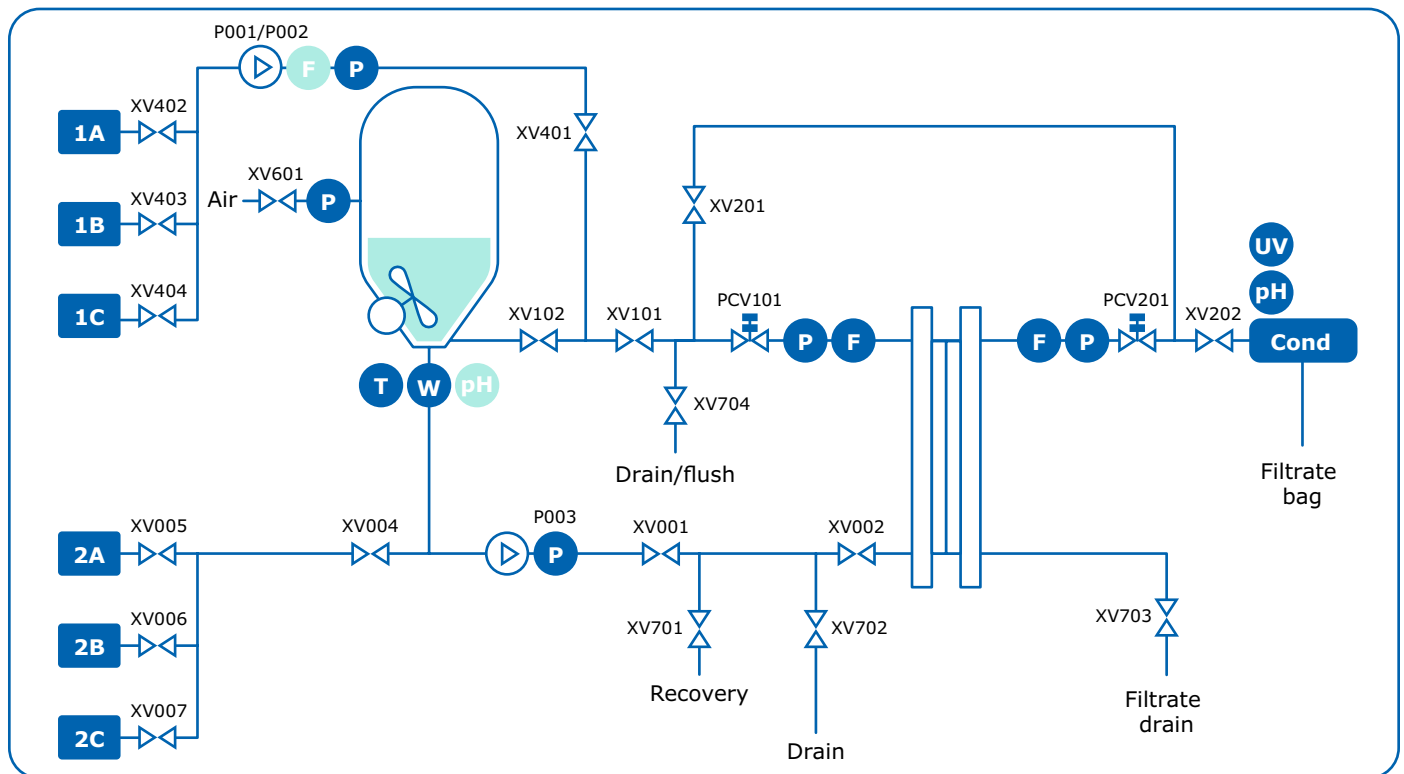 P001/P002
F
P
XV402
1A
XV401
XV601
Air
P
XV403
1B
XV201
XV404
1C
UV
pH
XV102
XV101
PCV101
P
F
PCV201
F
P
XV202
Cond
T
W
pH
XV704
Drain/flush
Filtrate
bag
XV005
2A
XV004
P003
P
XV001
XV002
XV006
2B
XV701
XV702
XV703
Recovery
Filtrate
drain
XV007
2C
Drain